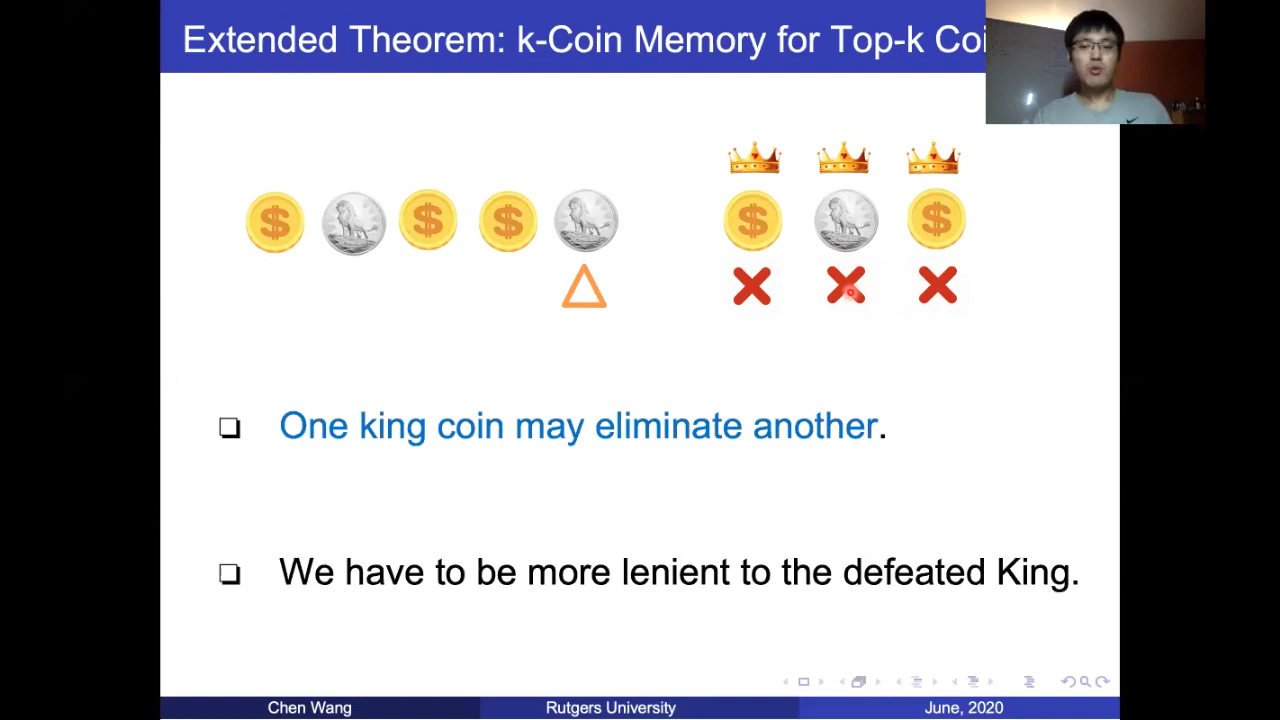 Extended Theorem: k-Coin Memory for Top-k Coi
One king coin may eliminate another.
We have to be more lenient to the defeated King.
Chen Wang
Rutgers University
June, 2020